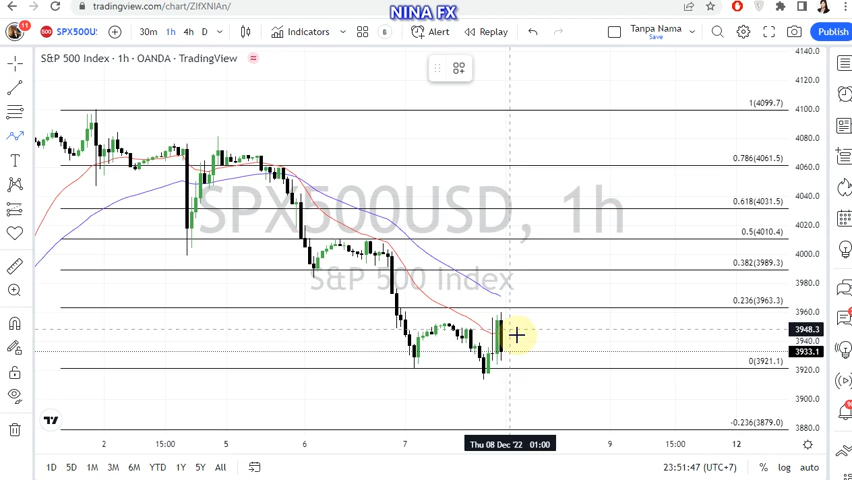 NINA FX
tradingview.com/chart/ZIfXNIAn/
11
SPX500U
30m 1h 4h D
Indicators
8
Alert
Replay
Tanpa Nama
Save
Publish
S&P 500 Index · 1h · OANDA · TradingView
SPX500USD, 1h
S&P 500 Index
1(4099.7)
0.786(4061.5)
0.618(4031.5)
0.5(4010.4)
0.382(3989.3)
0.236(3963.3)
0(3921.1)
-0.236(3879.0)
4140.0
4120.0
4100.0
4080.0
4060.0
4040.0
4020.0
4000.0
3980.0
3960.0
3948.3
3940.0
3933.1
3920.0
3900.0
3880.0
2 15:00 5 6 7 Thu 08 Dec '22 01:00 9 15:00 12
1D 5D 1M 3M 6M YTD 1Y 5Y All
23:51:47 (UTC+7) % log auto